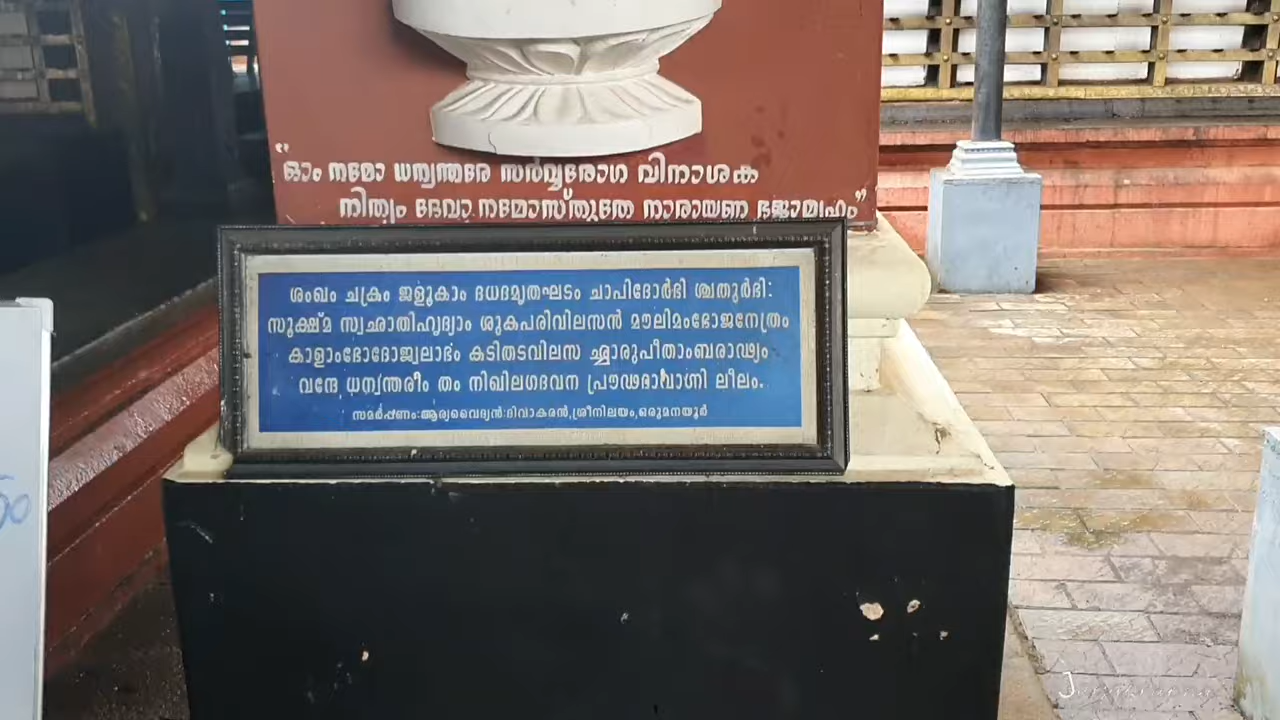 “ഓം നമോ ധന്വന്തരേ സർവ്വരോഗ വിനാശക
നിത്യം ദേവാ നമോസ്തുതേ നാരായണ ഭജാമ്യഹം”
ശംഖം ചക്രം ജളൂകാം ദധദമൃതഘടം ചാപിദോർഭി ശ്ചതുർഭി:
സൂക്ഷ്മ സ്വഛാതിഹൃദ്യാം ശുകപരിവിലസൻ മൗലിമംഭോജനേത്രം
കാളാംഭോദോജ്വലാഭം കടിതടവിലസ ച്ചാരുപീതാംബരാഢ്യം
വന്ദേ ധന്വന്തരീം തം നിഖിലഗദവന പ്രൗഢദാവാഗ്നി ലീലം.
സമർപ്പണം:ആര്യവൈദ്യൻ ദിവാകരൻ,ശ്രീനിലയം,ഒരുമനയൂർ